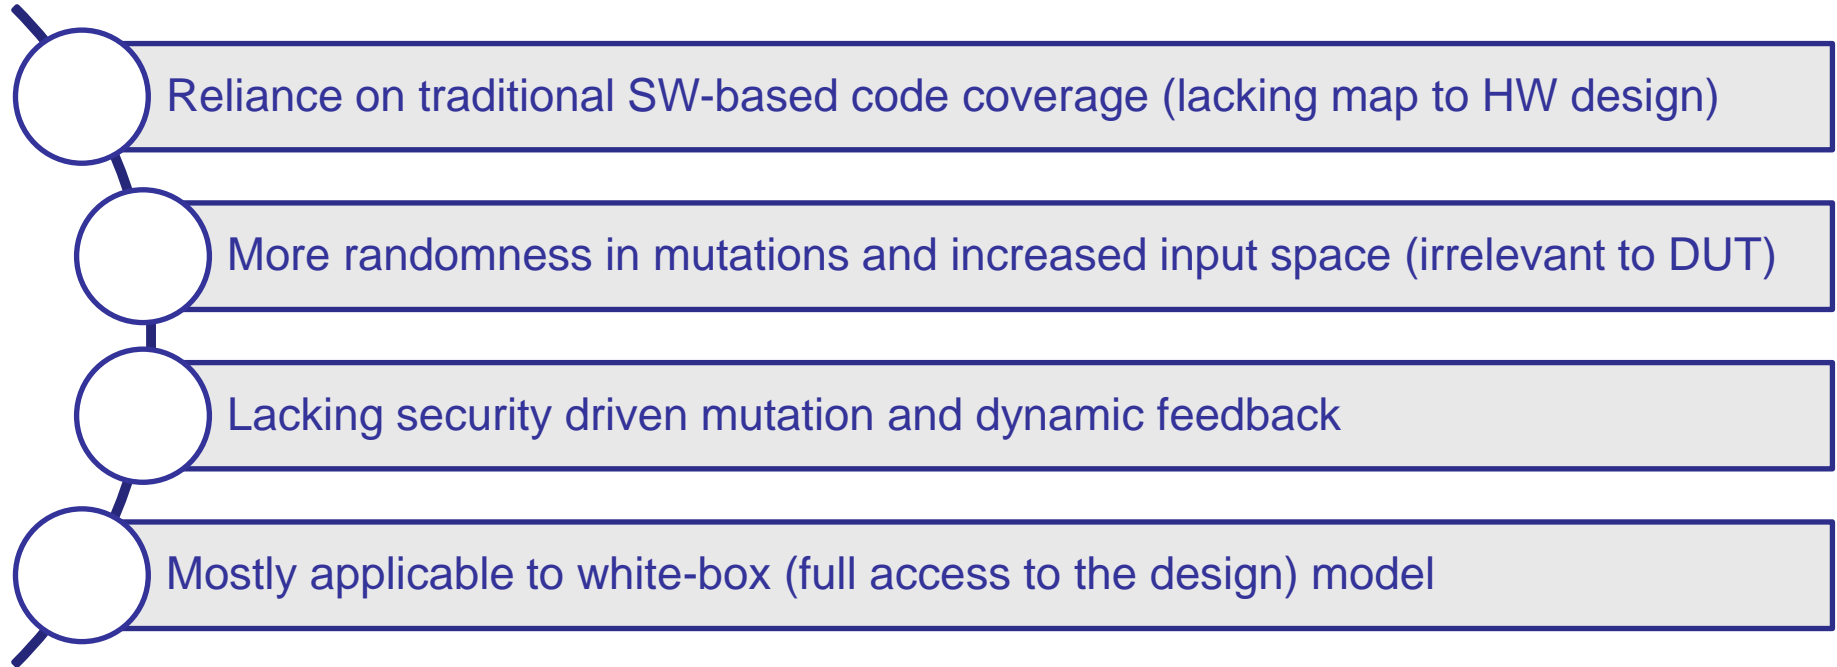 Reliance on traditional SW-based code coverage (lacking map to HW design)
More randomness in mutations and increased input space (irrelevant to DUT)
Lacking security driven mutation and dynamic feedback
Mostly applicable to white-box (full access to the design) model